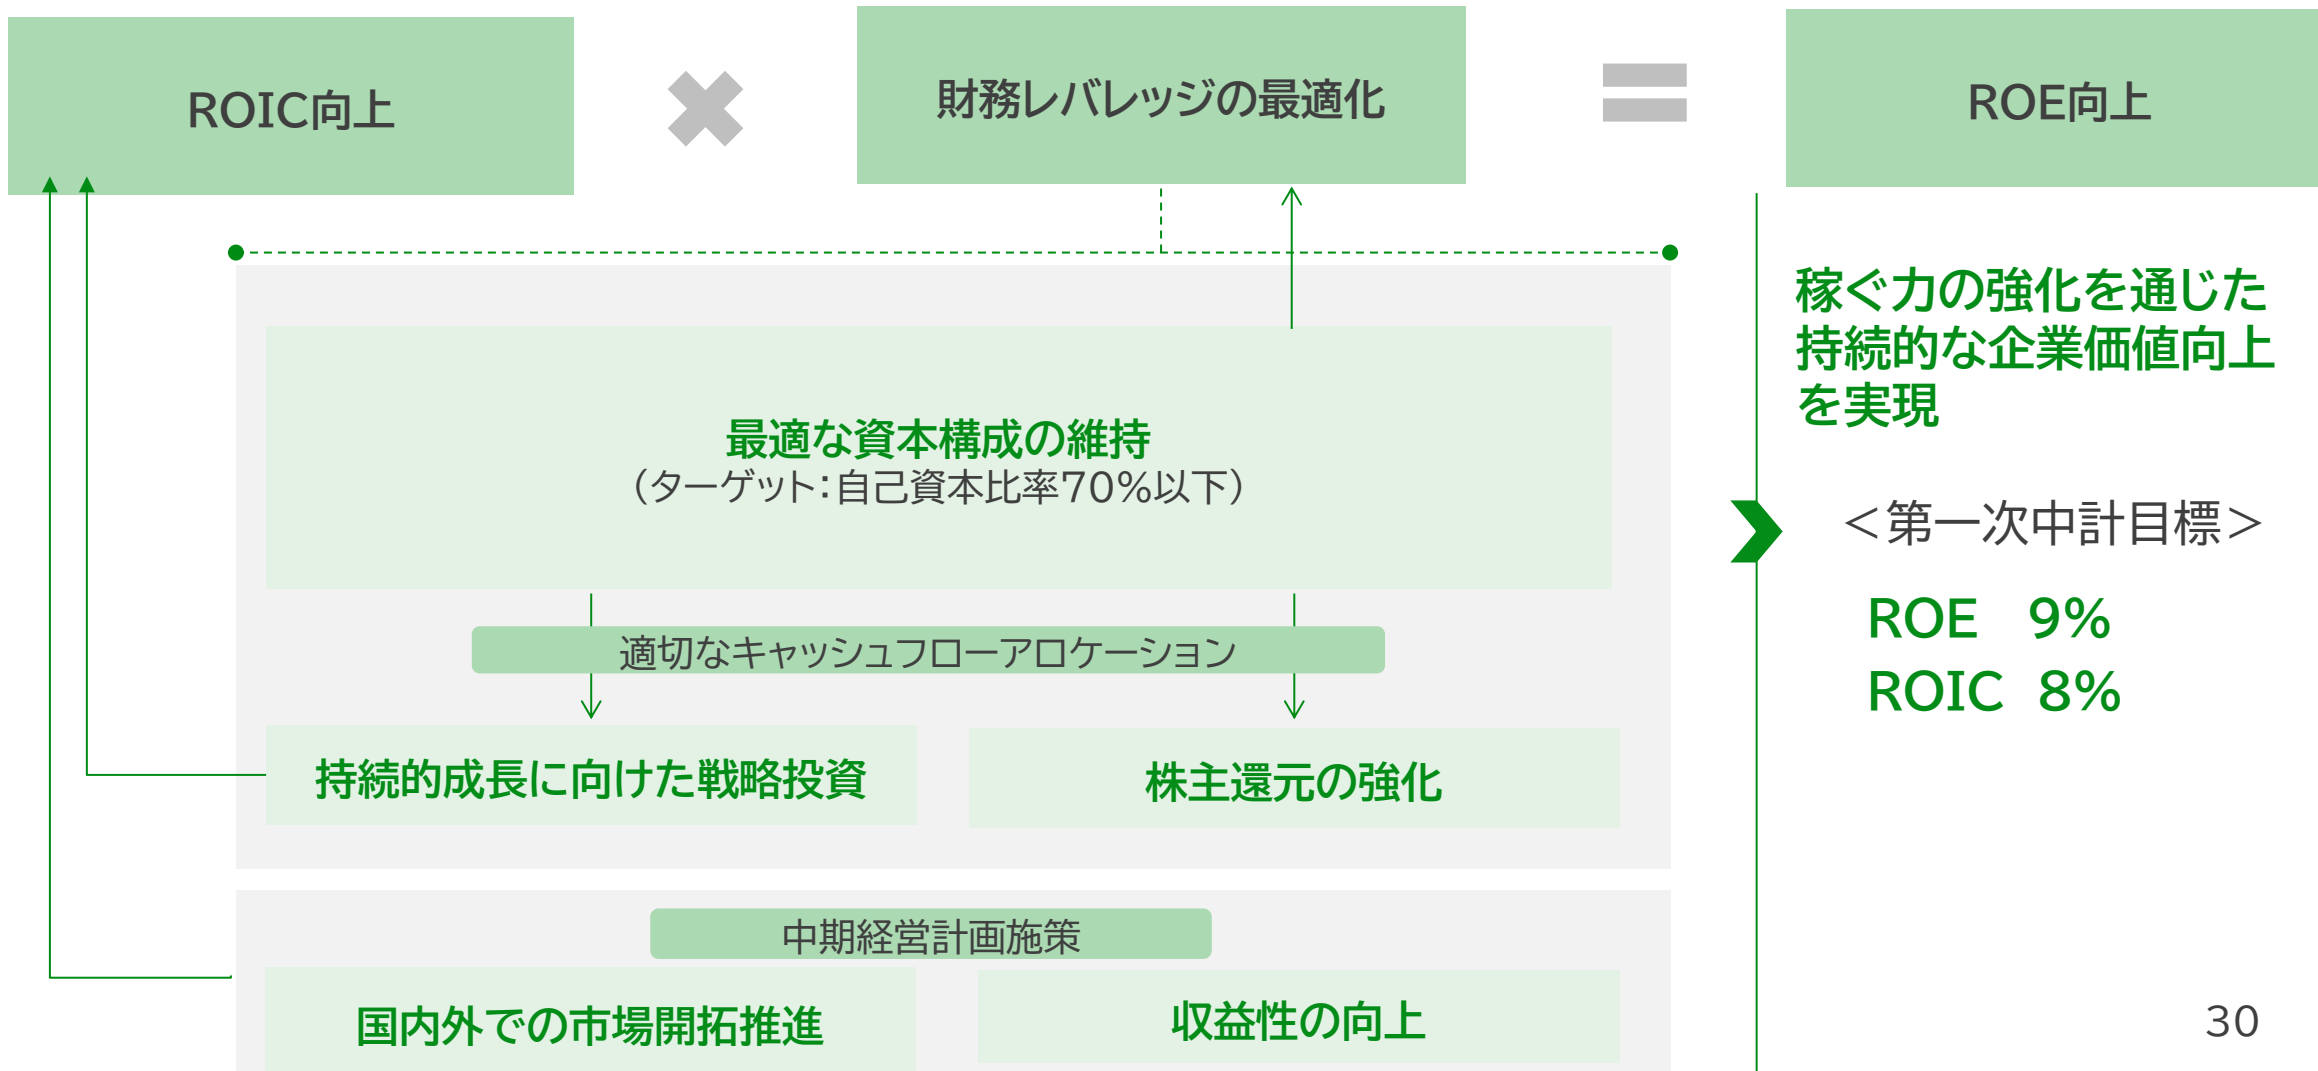 ROIC向上
財務レバレッジの最適化
ROE向上
最適な資本構成の維持
（ターゲット：自己資本比率70%以下）
適切なキャッシュフローアロケーション
持続的成長に向けた戦略投資
株主還元の強化
中期経営計画施策
国内外での市場開拓推進
収益性の向上
稼ぐ力の強化を通じた
持続的な企業価値向上
を実現
＜第一次中計目標＞
ROE 9%
ROIC 8%
30